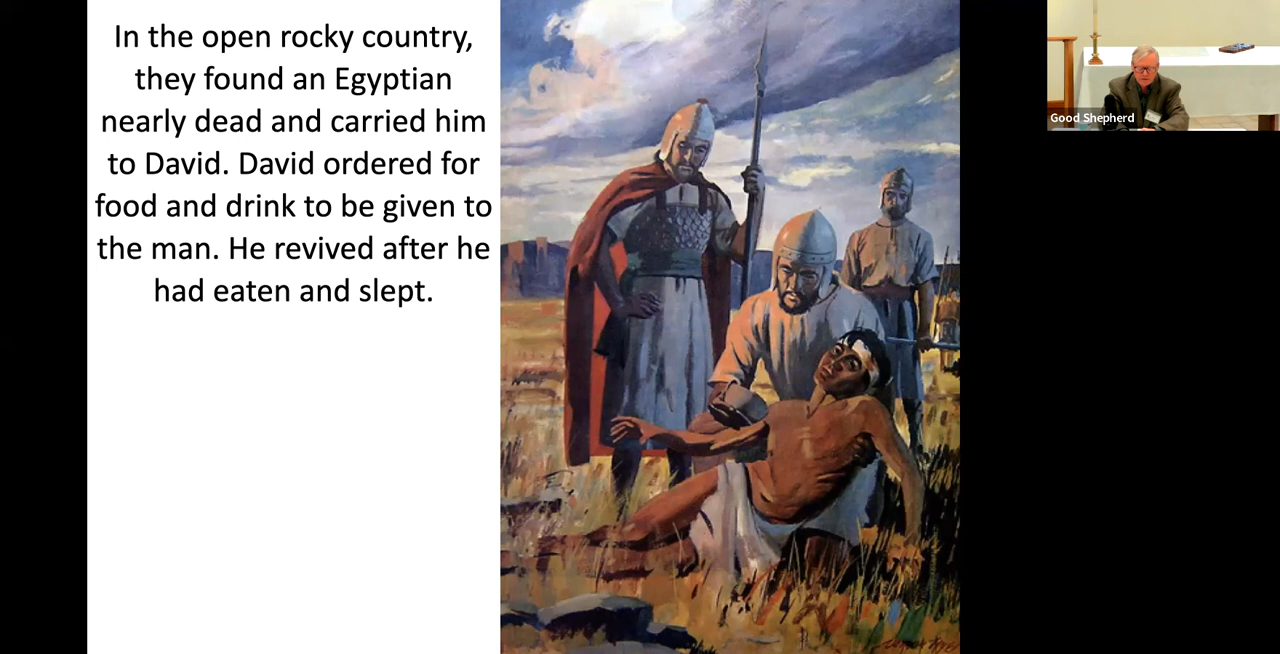 In the open rocky country,
they found an Egyptian
nearly dead and carried him
to David. David ordered for
food and drink to be given to
the man. He revived after he
had eaten and slept.
Good Shepherd